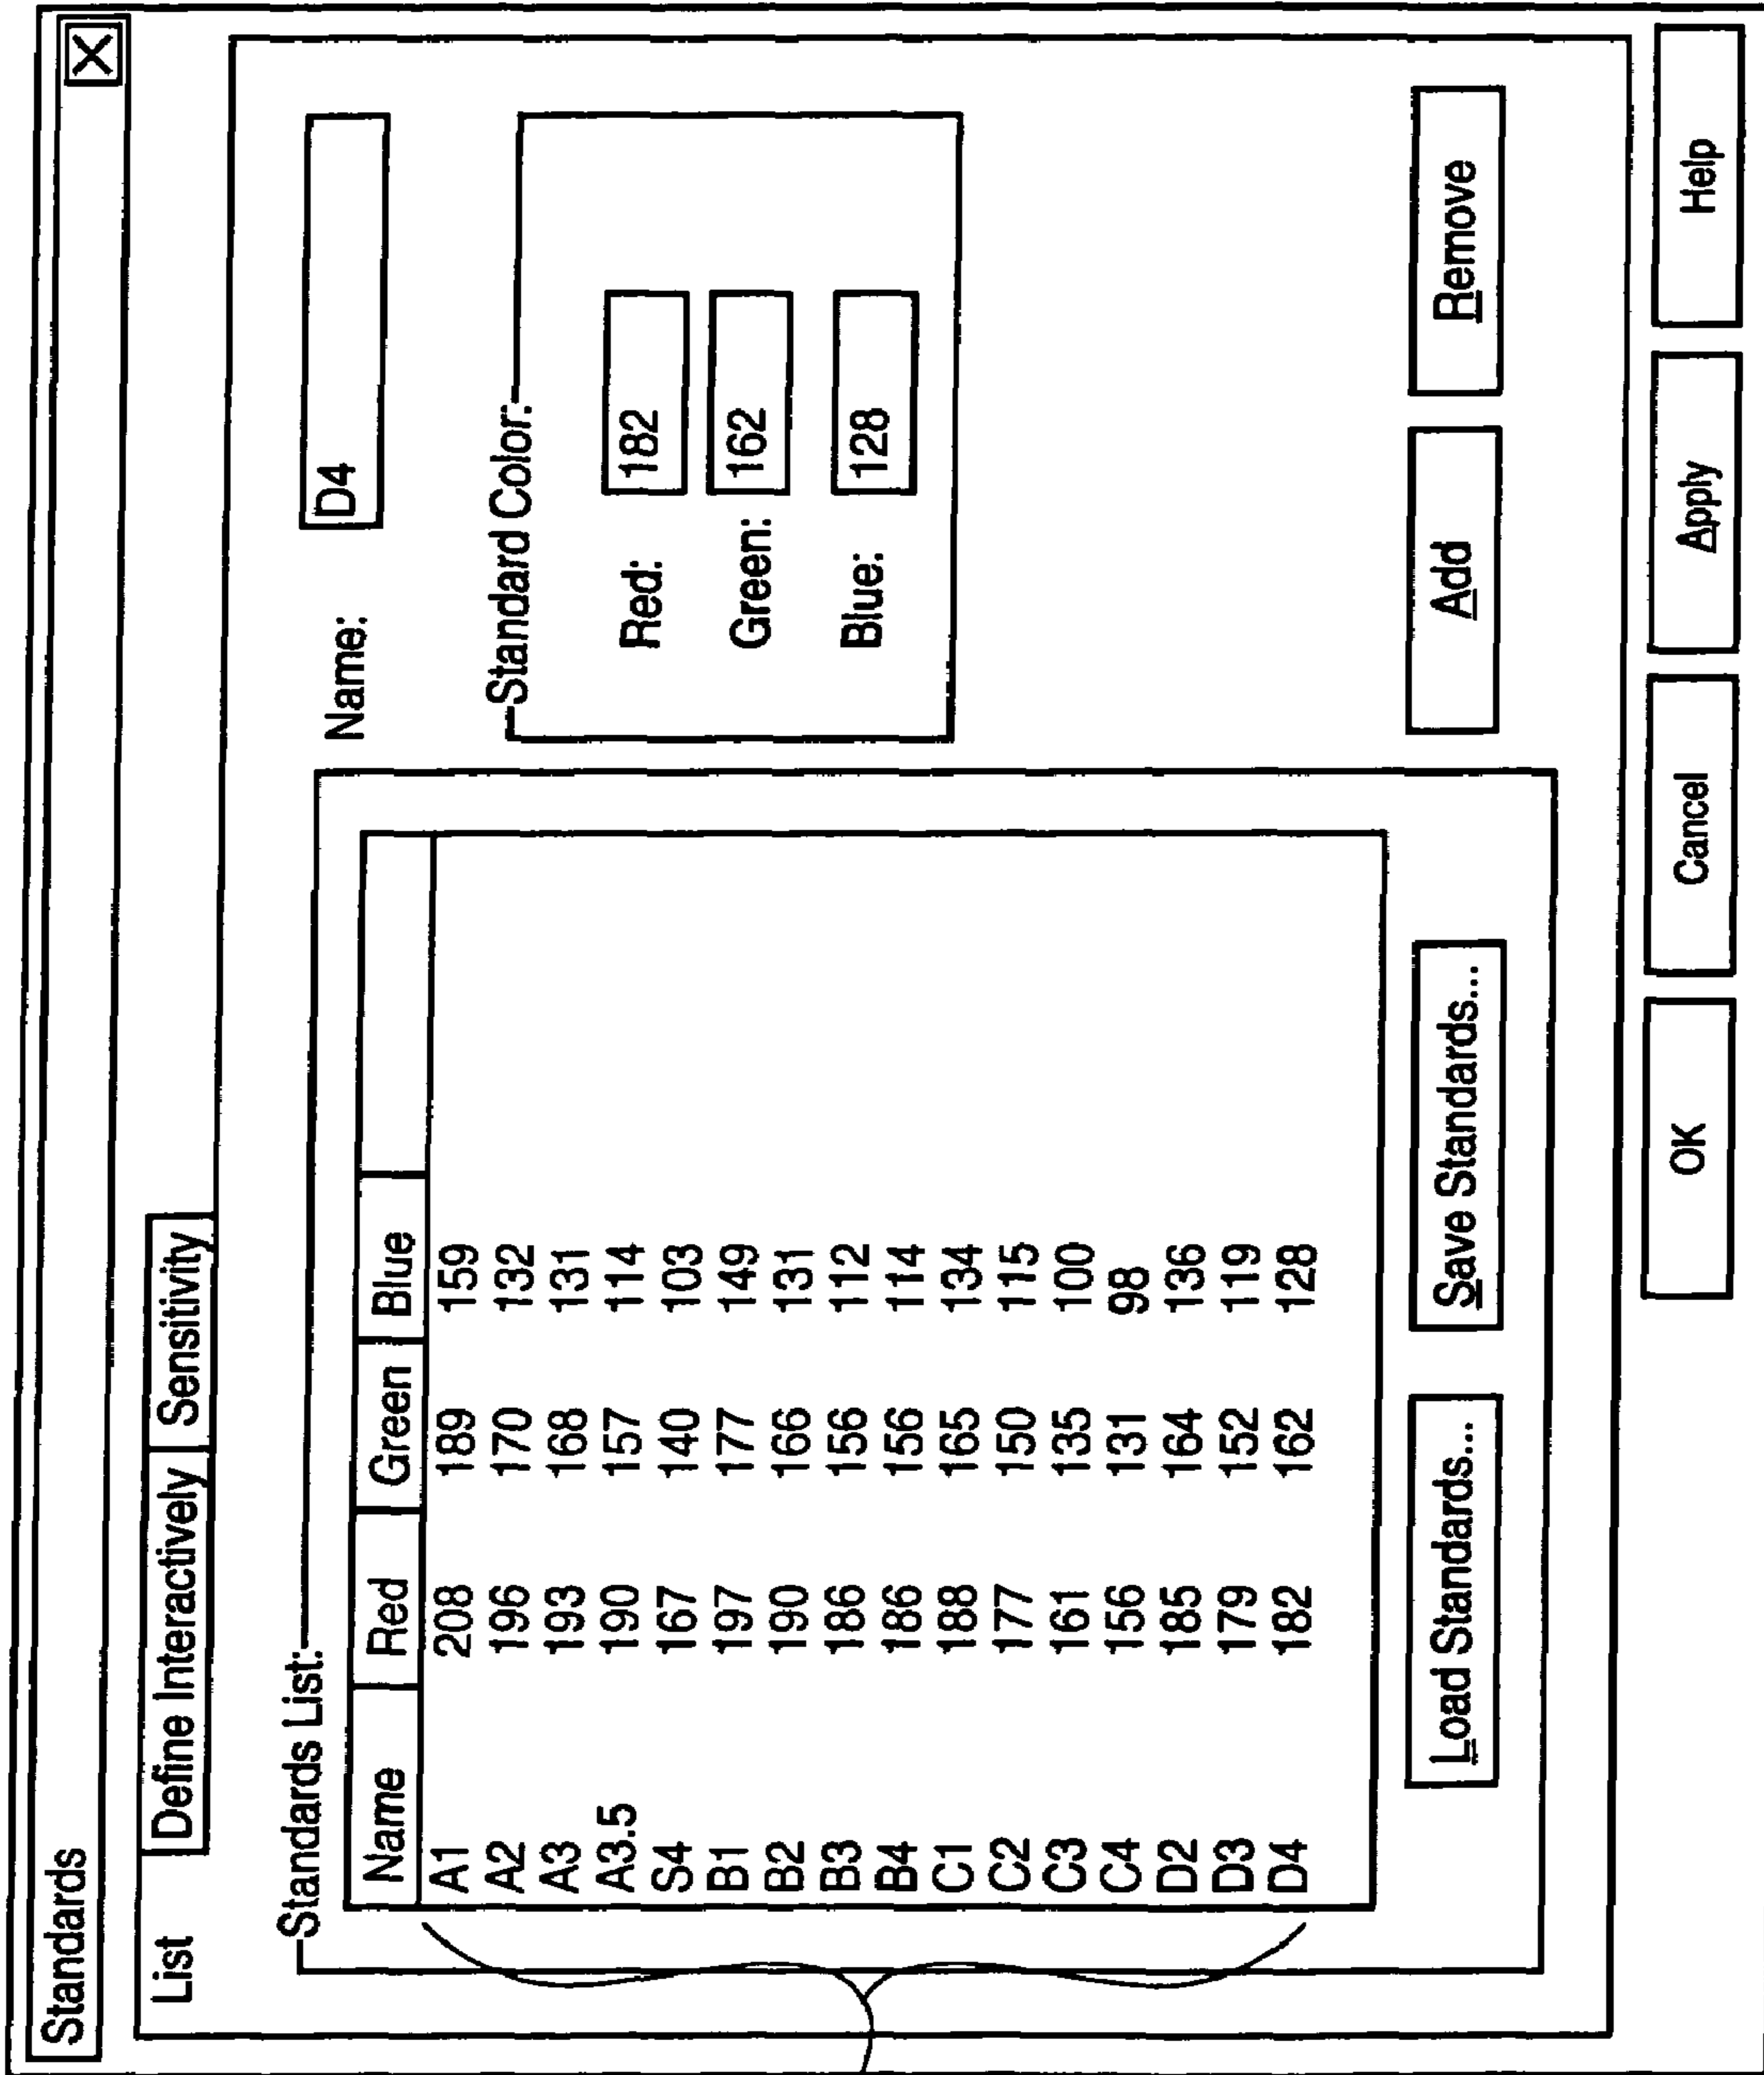 Standards
List Define Interactively Sensitivity
Standards List:
Name Red Green Blue
A1 208 189 159
A2 196 170 132
A3 193 168 131
A3.5 190 157 114
S4 167 140 103
B1 197 177 149
B2 190 166 131
B3 186 156 112
B4 186 156 114
C1 188 165 134
C2 177 150 115
C3 161 135 100
C4 156 131 98
D2 185 164 136
D3 179 152 119
D4 182 162 128
Load Standards... Save Standards...
Name: D4
Standard Color:
Red: 182
Green: 162
Blue: 128
Add Remove
OK Cancel Apply Help